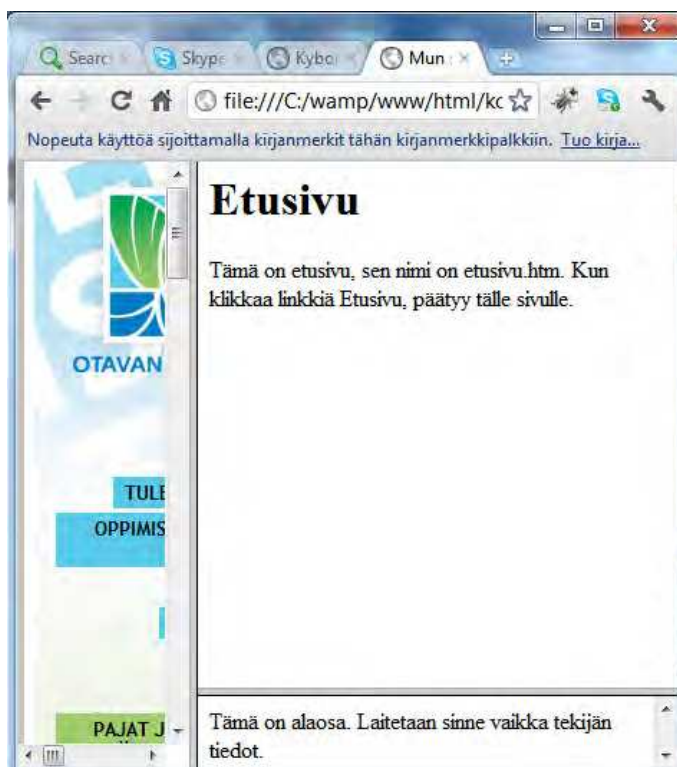 Searc
Skype
Kybo
Mun
file:///C:/wamp/www/html/kc
Nopeuta käyttöä sijoittamalla kirjanmerkit tähän kirjanmerkkipalkkiin. Tuo kirja...
OTAVAN
TULE
OPPIMIS
PAJAT J
Etusivu
Tämä on etusivu, sen nimi on etusivu.htm. Kun
klikkaa linkkiä Etusivu, päätyy tälle sivulle.
Tämä on alaosa. Laitetaan sinne vaikka tekijän
tiedot.